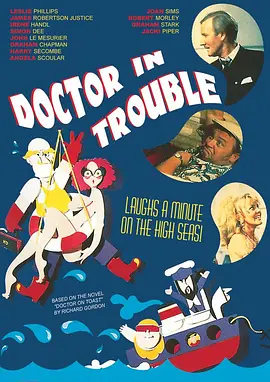 LESLIE PHILLIPS
JAMES ROBERTSON JUSTICE
IRENE HANDL
SIMON DEE
JOHN LE MESURIER
GRAHAM CHAPMAN
HARRY SECOMBE
ANGELA SCOULAR
JOAN SIMS
ROBERT MORLEY
GRAHAM STARK
JACKI PIPER
DOCTOR IN
TROUBLE
LAUGHS A MINUTE
ON THE HIGH SEAS!
BASED ON THE NOVEL
"DOCTOR ON TOAST"
BY RICHARD GORDON